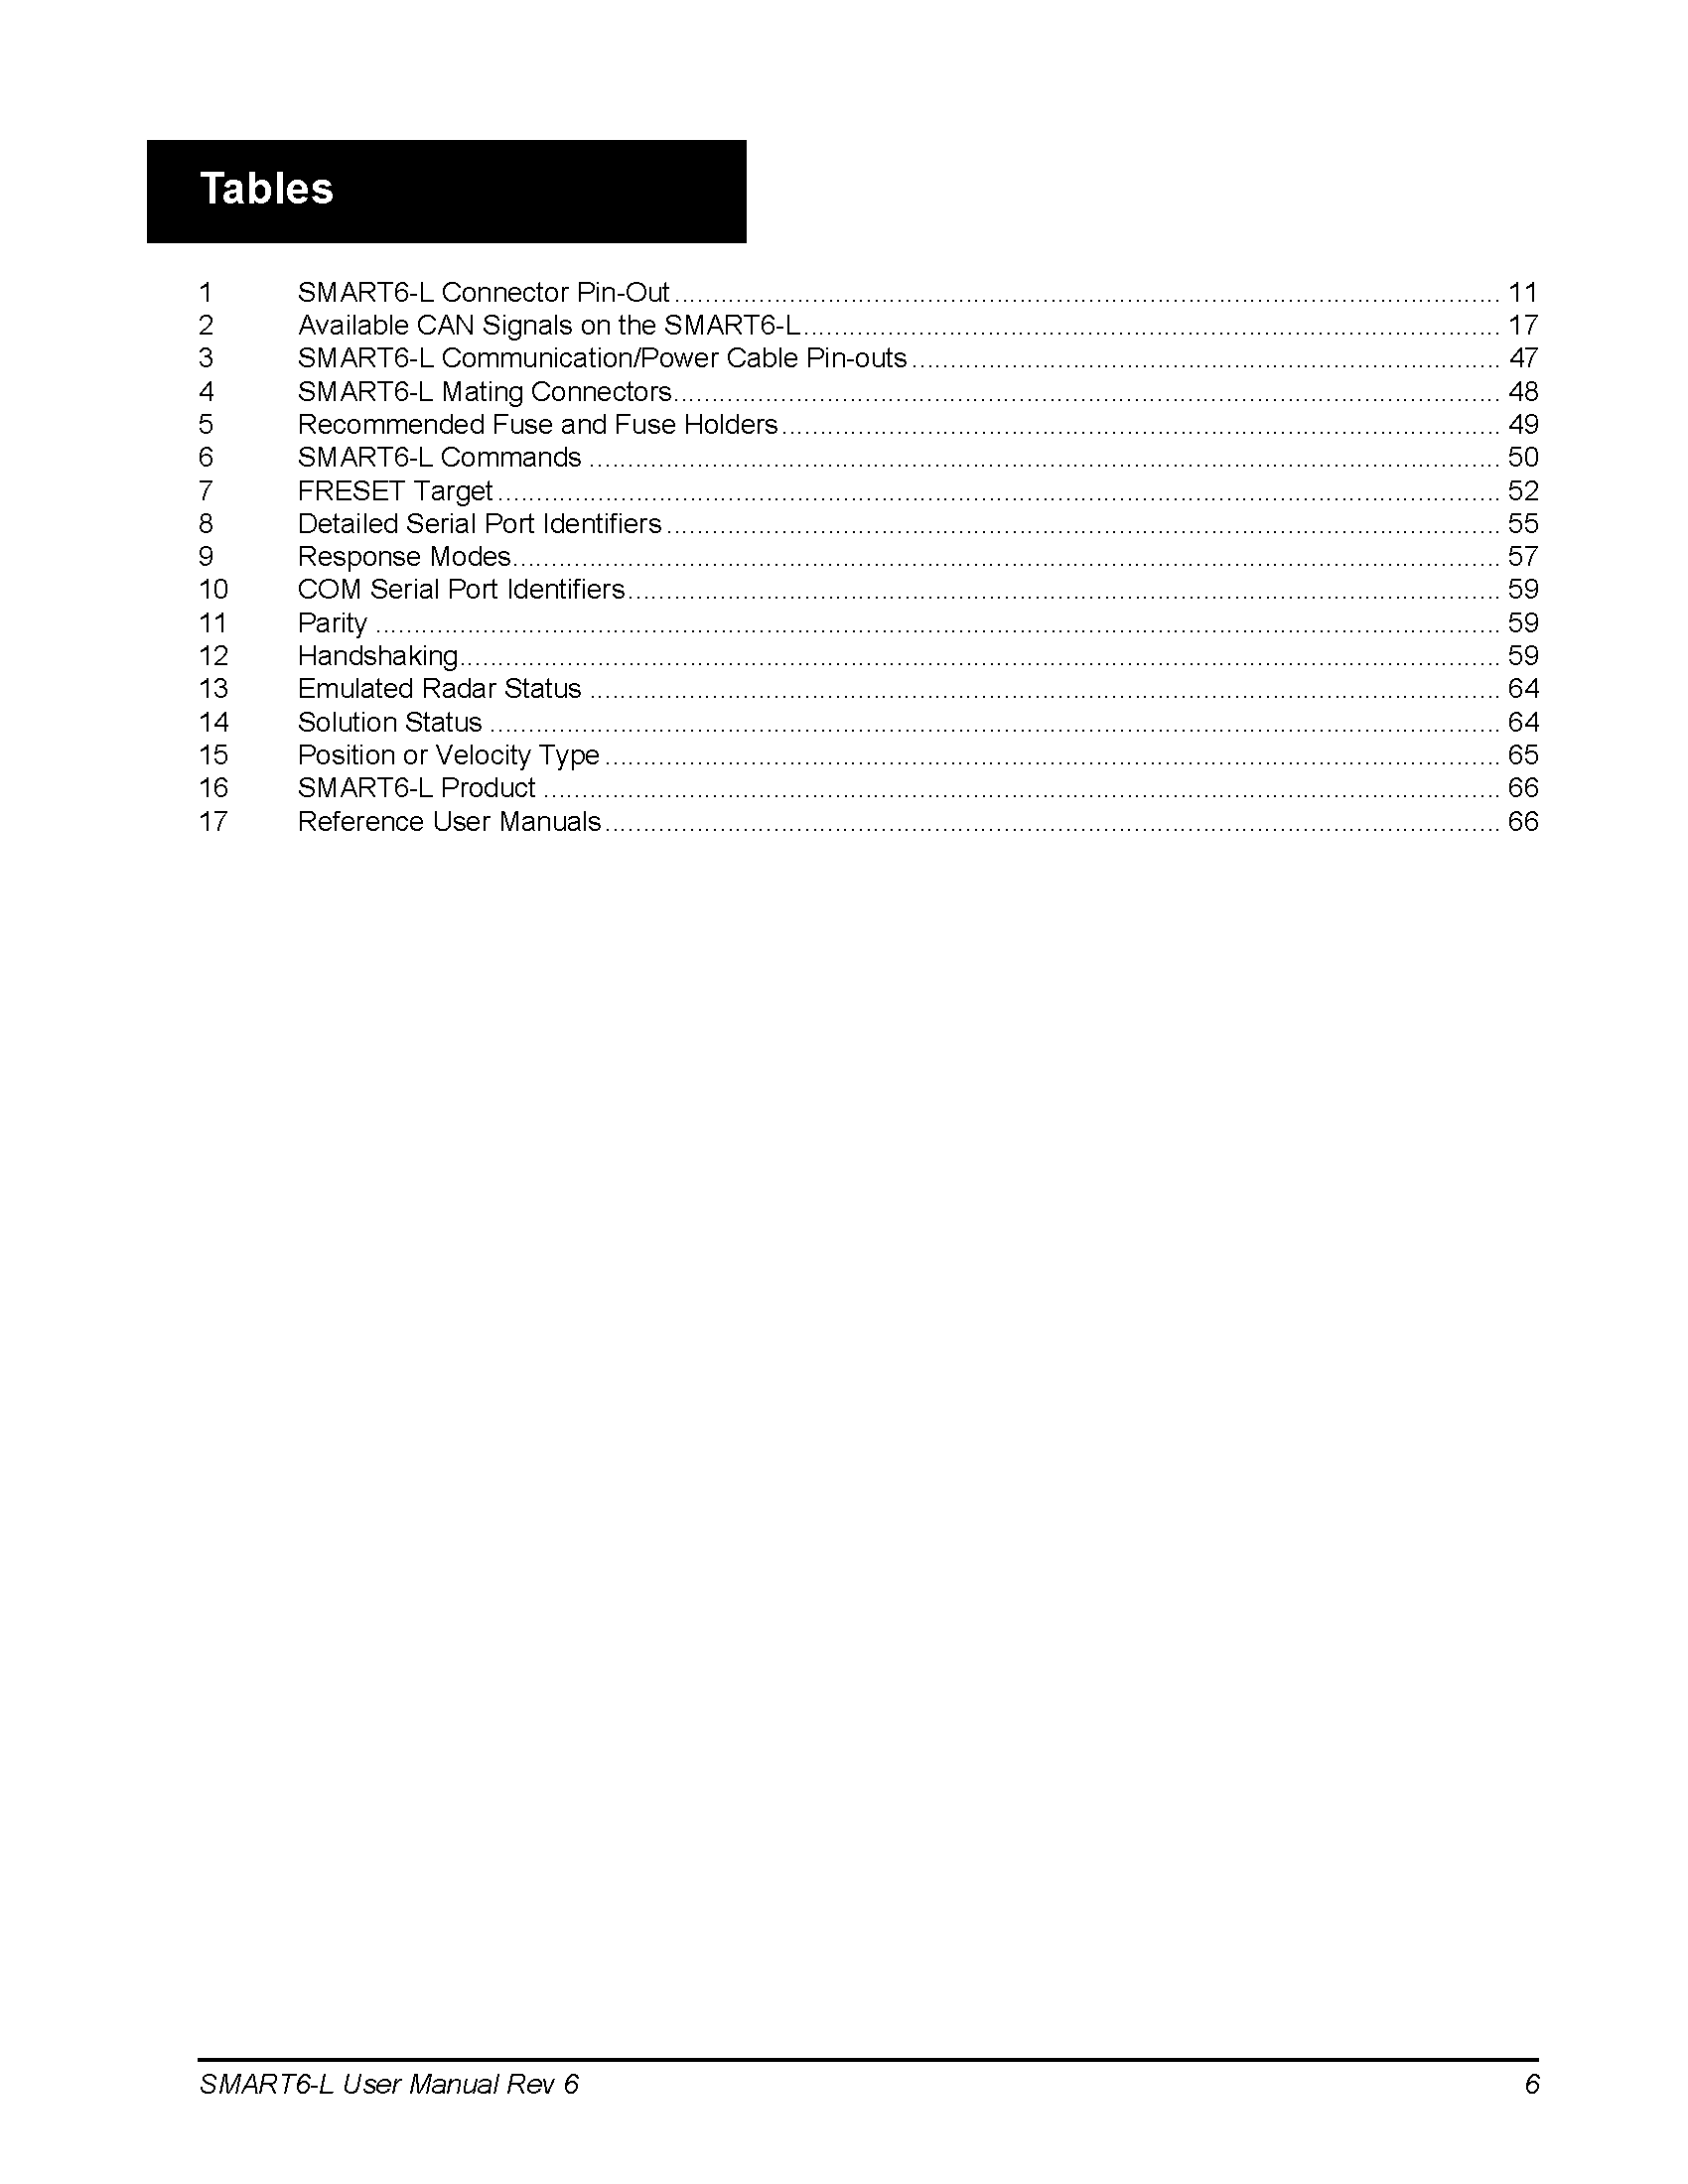 Tables
1 SMART6-L Connector Pin-Out 11
2 Available CAN Signals on the SMART6-L 17
3 SMART6-L Communication/Power Cable Pin-outs 47
4 SMART6-L Mating Connectors 48
5 Recommended Fuse and Fuse Holders 49
6 SMART6-L Commands 50
7 FRESET Target 52
8 Detailed Serial Port Identifiers 55
9 Response Modes 57
10 COM Serial Port Identifiers 59
11 Parity 59
12 Handshaking 59
13 Emulated Radar Status 64
14 Solution Status 64
15 Position or Velocity Type 65
16 SMART6-L Product 66
17 Reference User Manuals 66
SMART6-L User Manual Rev 6 6